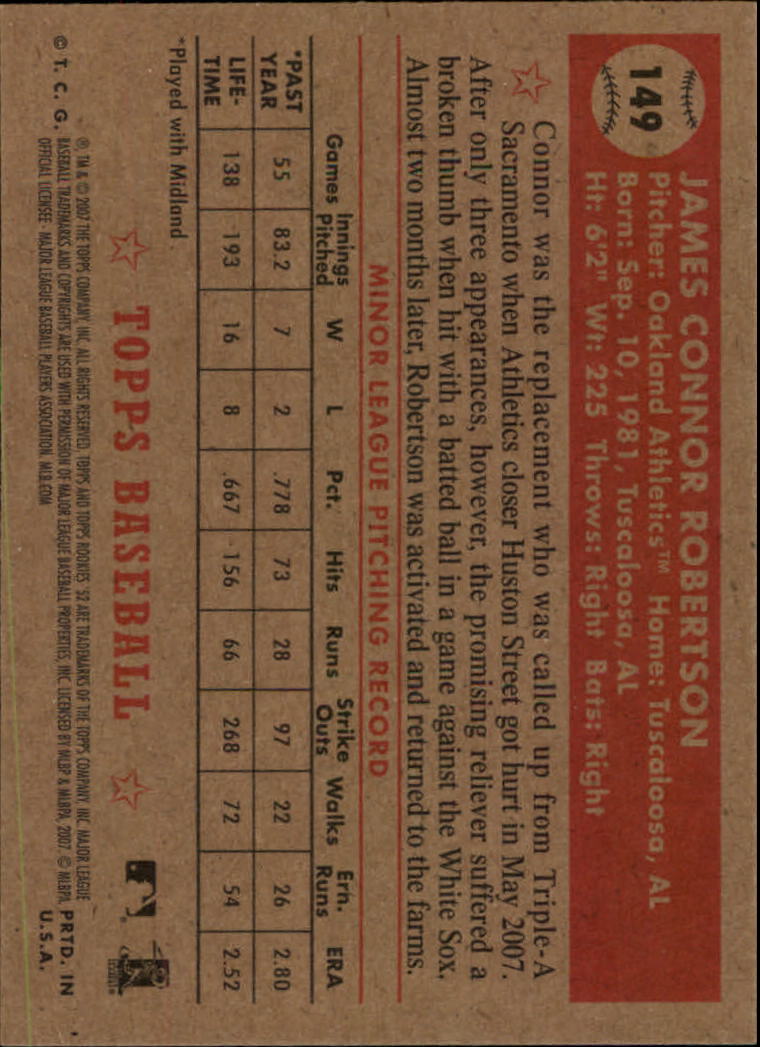 149
JAMES CONNOR ROBERTSON
Pitcher: Oakland Athletics™ Home: Tuscaloosa, AL
Born: Sep. 10, 1981, Tuscaloosa, AL
Ht: 6'2" Wt: 225 Throws: Right Bats: Right
Connor was the replacement who was called up from Triple-A
Sacramento when Athletics closer Huston Street got hurt in May 2007.
After only three appearances, however, the promising reliever suffered a
broken thumb when hit with a batted ball in a game against the White Sox.
Almost two months later, Robertson was activated and returned to the farms.
MINOR LEAGUE PITCHING RECORD
Games Innings Pitched W L Pct. Hits Runs Strike Outs Walks Ern. Runs ERA
*PAST YEAR 55 83.2 7 2 .778 73 28 97 22 26 2.80
LIFE-TIME 138 193 16 8 .667 156 66 268 72 54 2.52
*Played with Midland
TOPPS BASEBALL
®, TM & © 2007 THE TOPPS COMPANY, INC. ALL RIGHTS RESERVED. TOPPS AND TOPPS ROOKIES '52 ARE TRADEMARKS OF THE TOPPS COMPANY, INC. MAJOR LEAGUE
© T. C. G. BASEBALL TRADEMARKS AND COPYRIGHTS ARE USED WITH PERMISSION OF MAJOR LEAGUE BASEBALL PROPERTIES, INC. LICENSED BY MLBP & MLBPA, 2007. © MLBPA PRTD. IN
OFFICIAL LICENSEE - MAJOR LEAGUE BASEBALL PLAYERS ASSOCIATION. MLB.COM U.S.A.